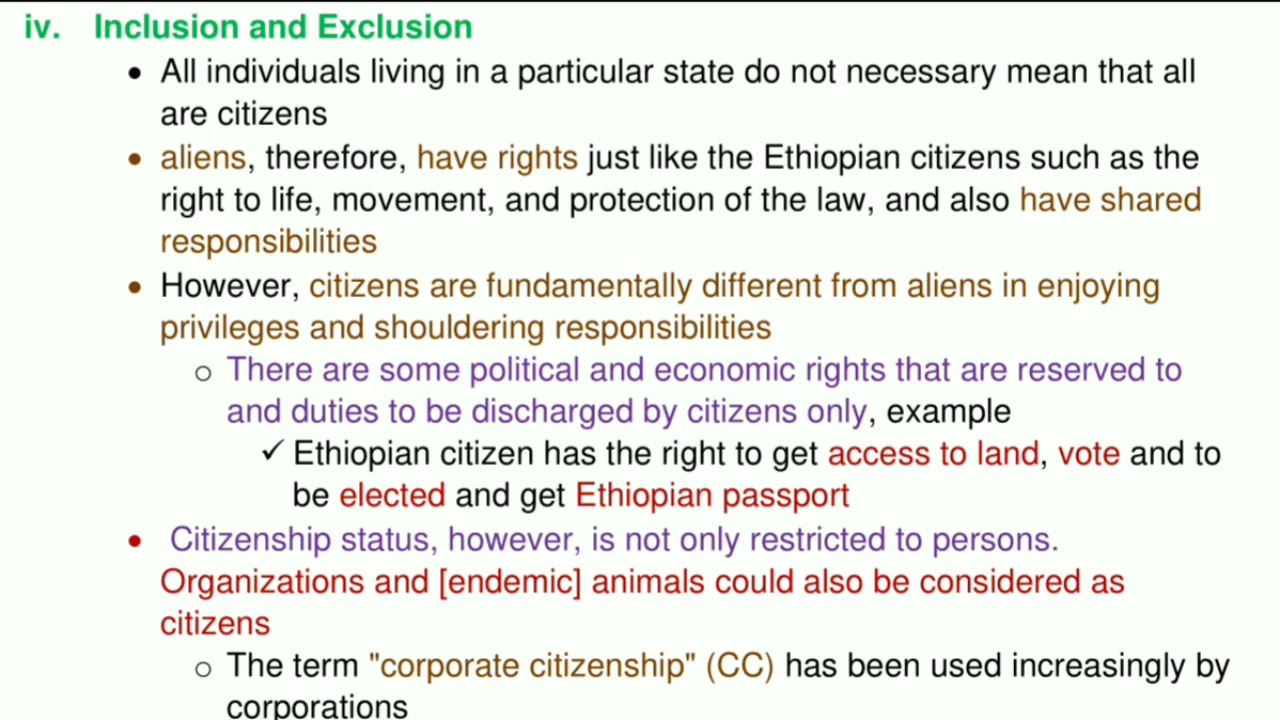 iv. Inclusion and Exclusion
• All individuals living in a particular state do not necessary mean that all
are citizens
• aliens, therefore, have rights just like the Ethiopian citizens such as the
right to life, movement, and protection of the law, and also have shared
responsibilities
• However, citizens are fundamentally different from aliens in enjoying
privileges and shouldering responsibilities
o There are some political and economic rights that are reserved to
and duties to be discharged by citizens only, example
✓ Ethiopian citizen has the right to get access to land, vote and to
be elected and get Ethiopian passport
• Citizenship status, however, is not only restricted to persons.
Organizations and [endemic] animals could also be considered as
citizens
o The term "corporate citizenship" (CC) has been used increasingly by
corporations